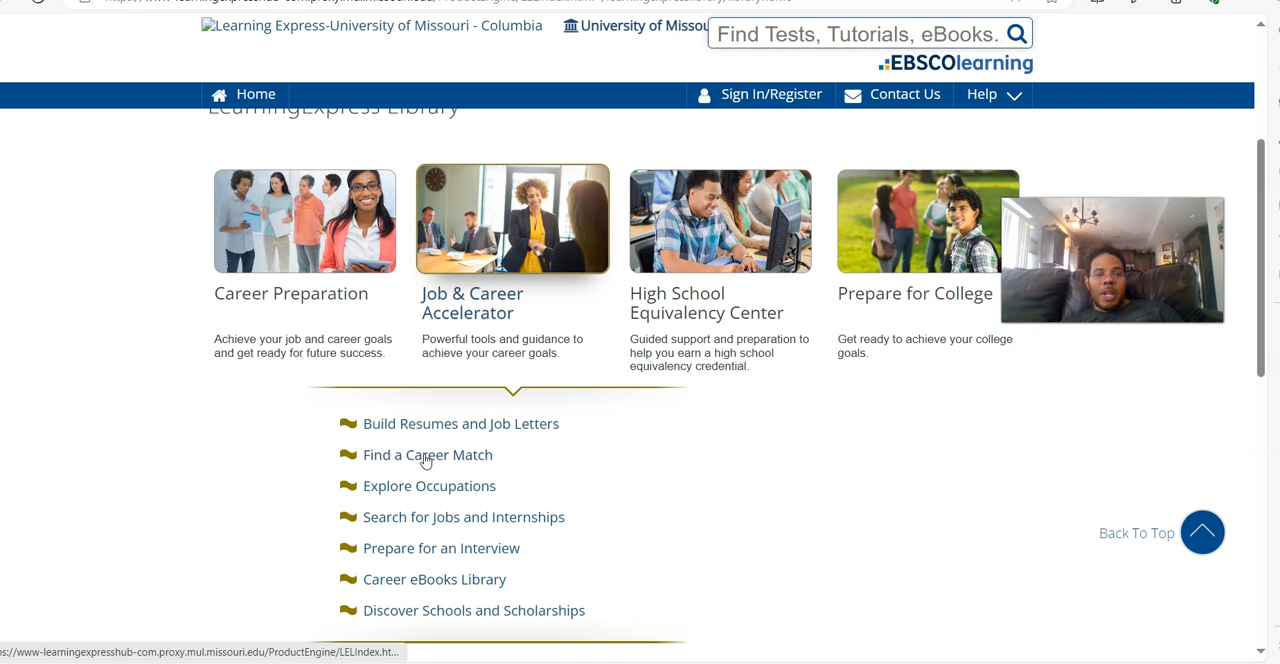 Learning Express-University of Missouri - Columbia
University of Missou
Find Tests, Tutorials, eBooks.
EBSCOlearning
Home
Sign In/Register
Contact Us
Help
LearningExpress Library
Career Preparation
Achieve your job and career goals
and get ready for future success.
Job & Career
Accelerator
Powerful tools and guidance to
achieve your career goals.
High School
Equivalency Center
Guided support and preparation to
help you earn a high school
equivalency credential.
Prepare for College
Get ready to achieve your college
goals.
Build Resumes and Job Letters
Find a Career Match
Explore Occupations
Search for Jobs and Internships
Prepare for an Interview
Career eBooks Library
Discover Schools and Scholarships
Back To Top
ps://www-learningexpresshub-com.proxy.mul.missouri.edu/ProductEngine/LELIndex.ht...